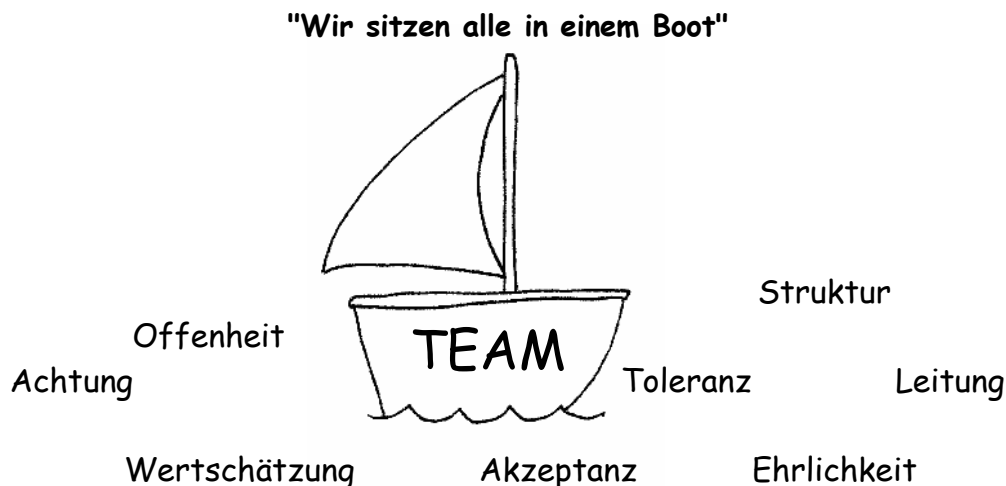 "Wir sitzen alle in einem Boot"
Struktur
Offenheit
TEAM
Achtung
Toleranz
Leitung
Wertschätzung
Akzeptanz
Ehrlichkeit